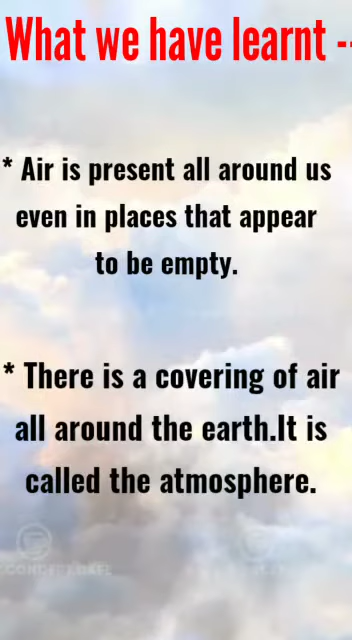 What we have learnt --
* Air is present all around us
even in places that appear
to be empty.
* There is a covering of air
all around the earth.It is
called the atmosphere.